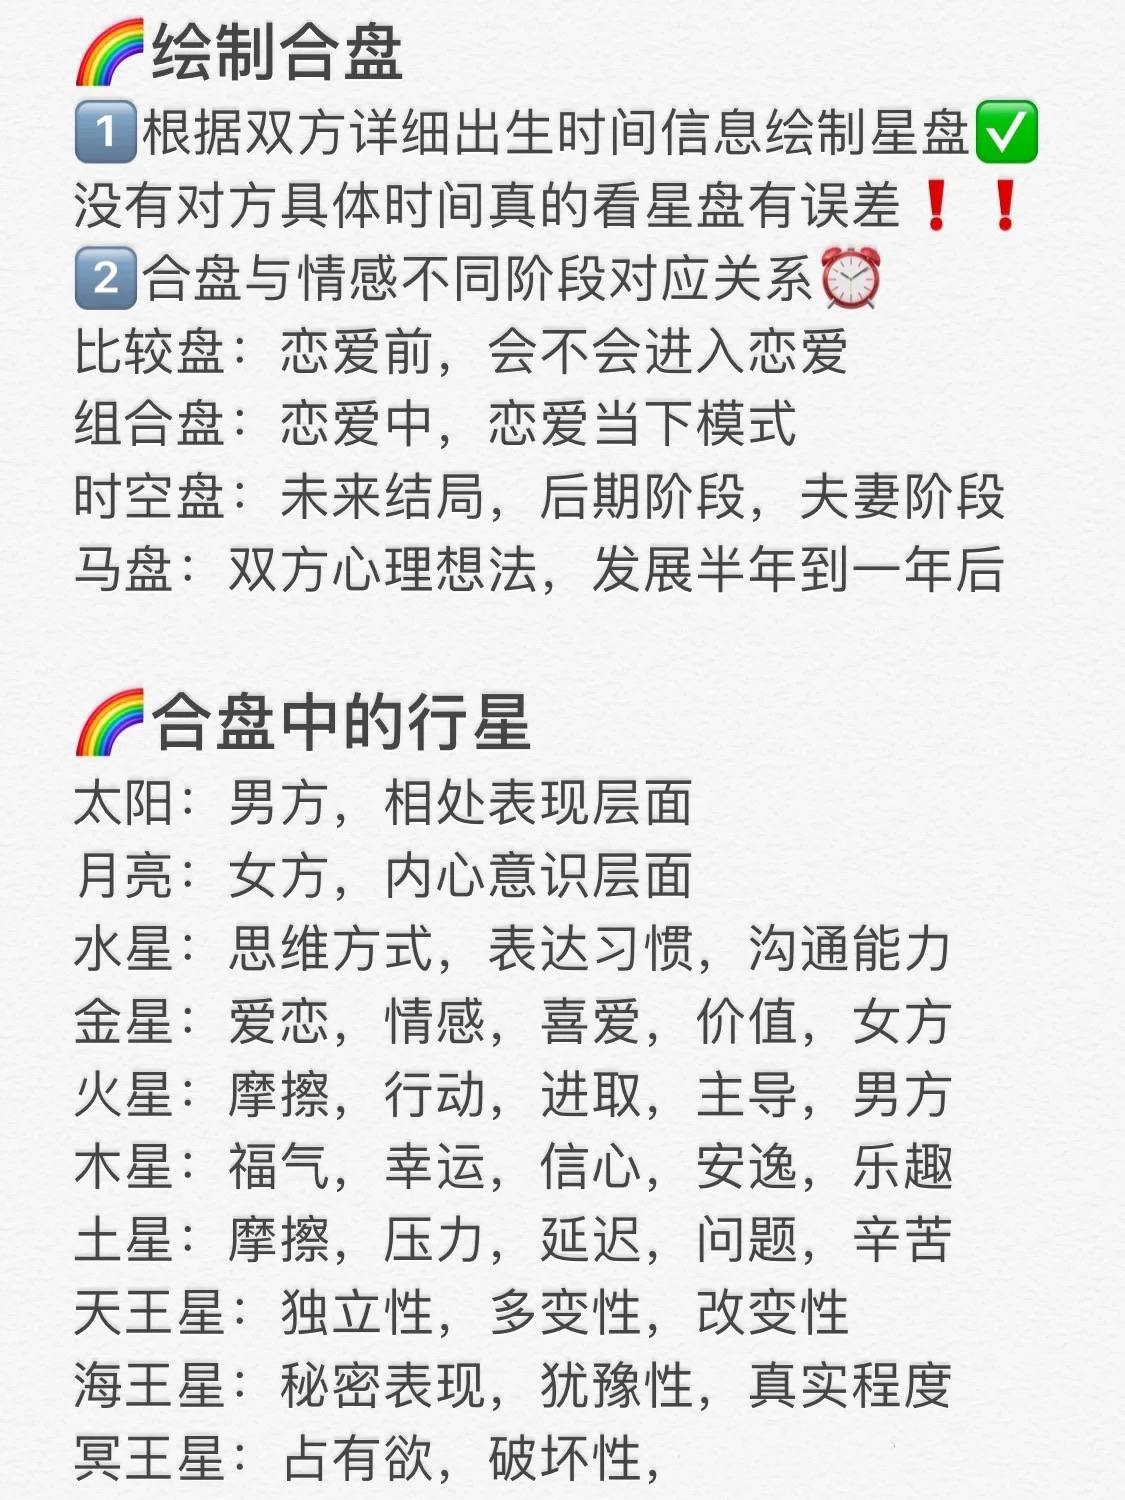 🌈绘制合盘
1️⃣根据双方详细出生时间信息绘制星盘✅
没有对方具体时间真的看星盘有误差❗❗
2️⃣合盘与情感不同阶段对应关系⏰
比较盘：恋爱前，会不会进入恋爱
组合盘：恋爱中，恋爱当下模式
时空盘：未来结局，后期阶段，夫妻阶段
马盘：双方心理想法，发展半年到一年后
🌈合盘中的行星
太阳：男方，相处表现层面
月亮：女方，内心意识层面
水星：思维方式，表达习惯，沟通能力
金星：爱恋，情感，喜爱，价值，女方
火星：摩擦，行动，进取，主导，男方
木星：福气，幸运，信心，安逸，乐趣
土星：摩擦，压力，延迟，问题，辛苦
天王星：独立性，多变性，改变性
海王星：秘密表现，犹豫性，真实程度
冥王星：占有欲，破坏性，